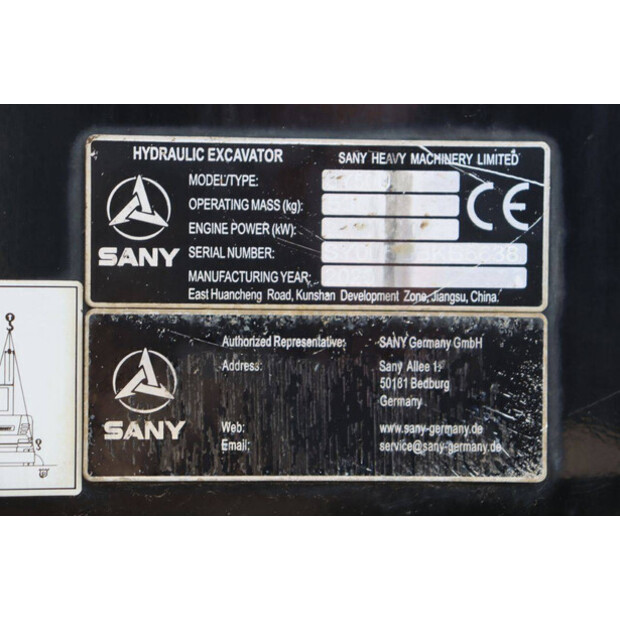 HYDRAULIC EXCAVATOR SANY HEAVY MACHINERY LIMITED
MODEL/TYPE:
OPERATING MASS (kg):
ENGINE POWER (kW):
SERIAL NUMBER:
MANUFACTURING YEAR:
CE
SANY
East Huancheng Road, Kunshan Development Zone, Jiangsu, China.
Authorized Representative: SANY Germany GmbH
Address: Sany Allee 1
50181 Bedburg
Germany
SANY
Web: www.sany-germany.de
Email: service@sany-germany.de